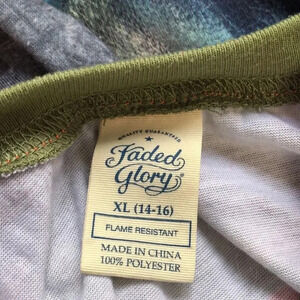 QUALITY GUARANTEED
Faded
Glory
XL (14-16)
FLAME RESISTANT
MADE IN CHINA
100% POLYESTER